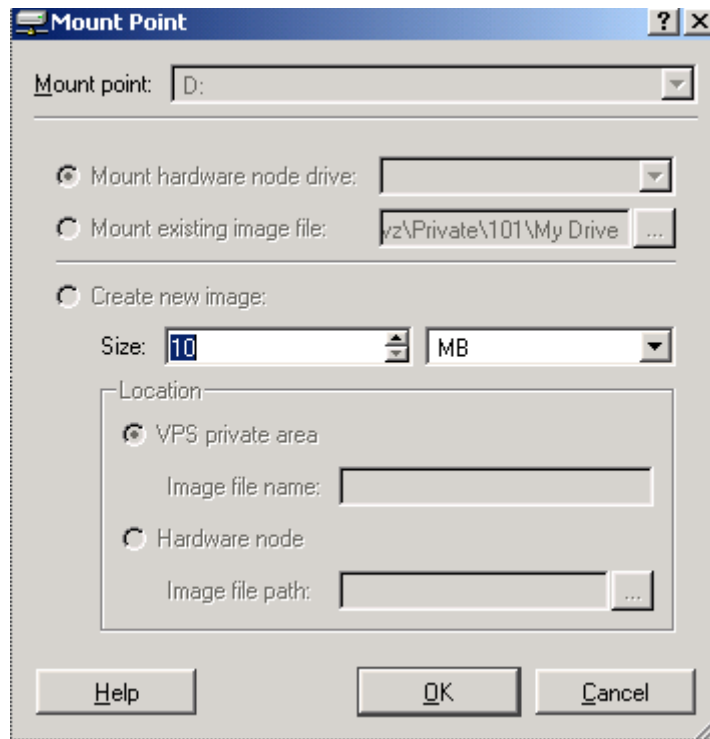 Mount Point
Mount point: D:
Mount hardware node drive:
Mount existing image file: vz\Private\101\My Drive ...
Create new image:
Size: 10 MB
Location
VPS private area
Image file name:
Hardware node
Image file path: ...
Help OK Cancel